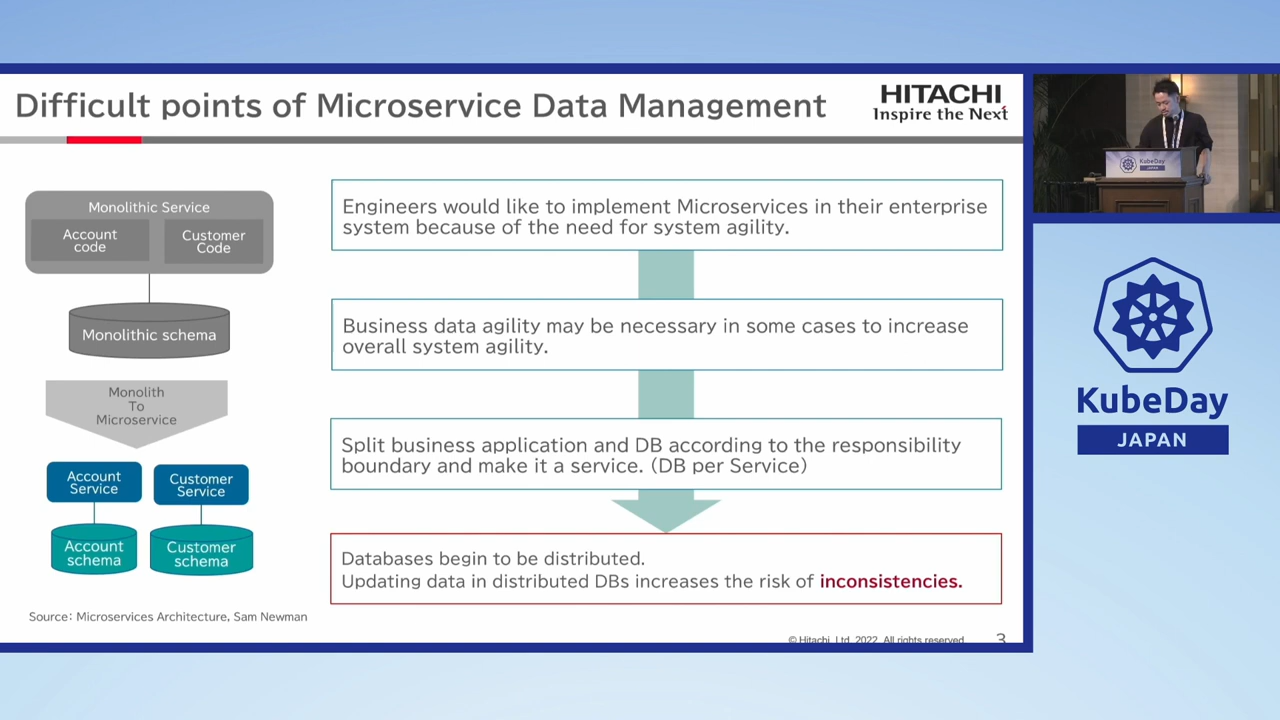 Difficult points of Microservice Data Management
HITACHI
Inspire the Next
Monolithic Service
Account
code
Customer
Code
Monolithic schema
Monolith
To
Microservice
Account
Service
Customer
Service
Account
schema
Customer
schema
Source: Microservices Architecture, Sam Newman
Engineers would like to implement Microservices in their enterprise
system because of the need for system agility.
Business data agility may be necessary in some cases to increase
overall system agility.
Split business application and DB according to the responsibility
boundary and make it a service. (DB per Service)
Databases begin to be distributed.
Updating data in distributed DBs increases the risk of inconsistencies.
© Hitachi, Ltd. 2022. All rights reserved.
3
KubeDay
JAPAN
KubeDay
JAPAN